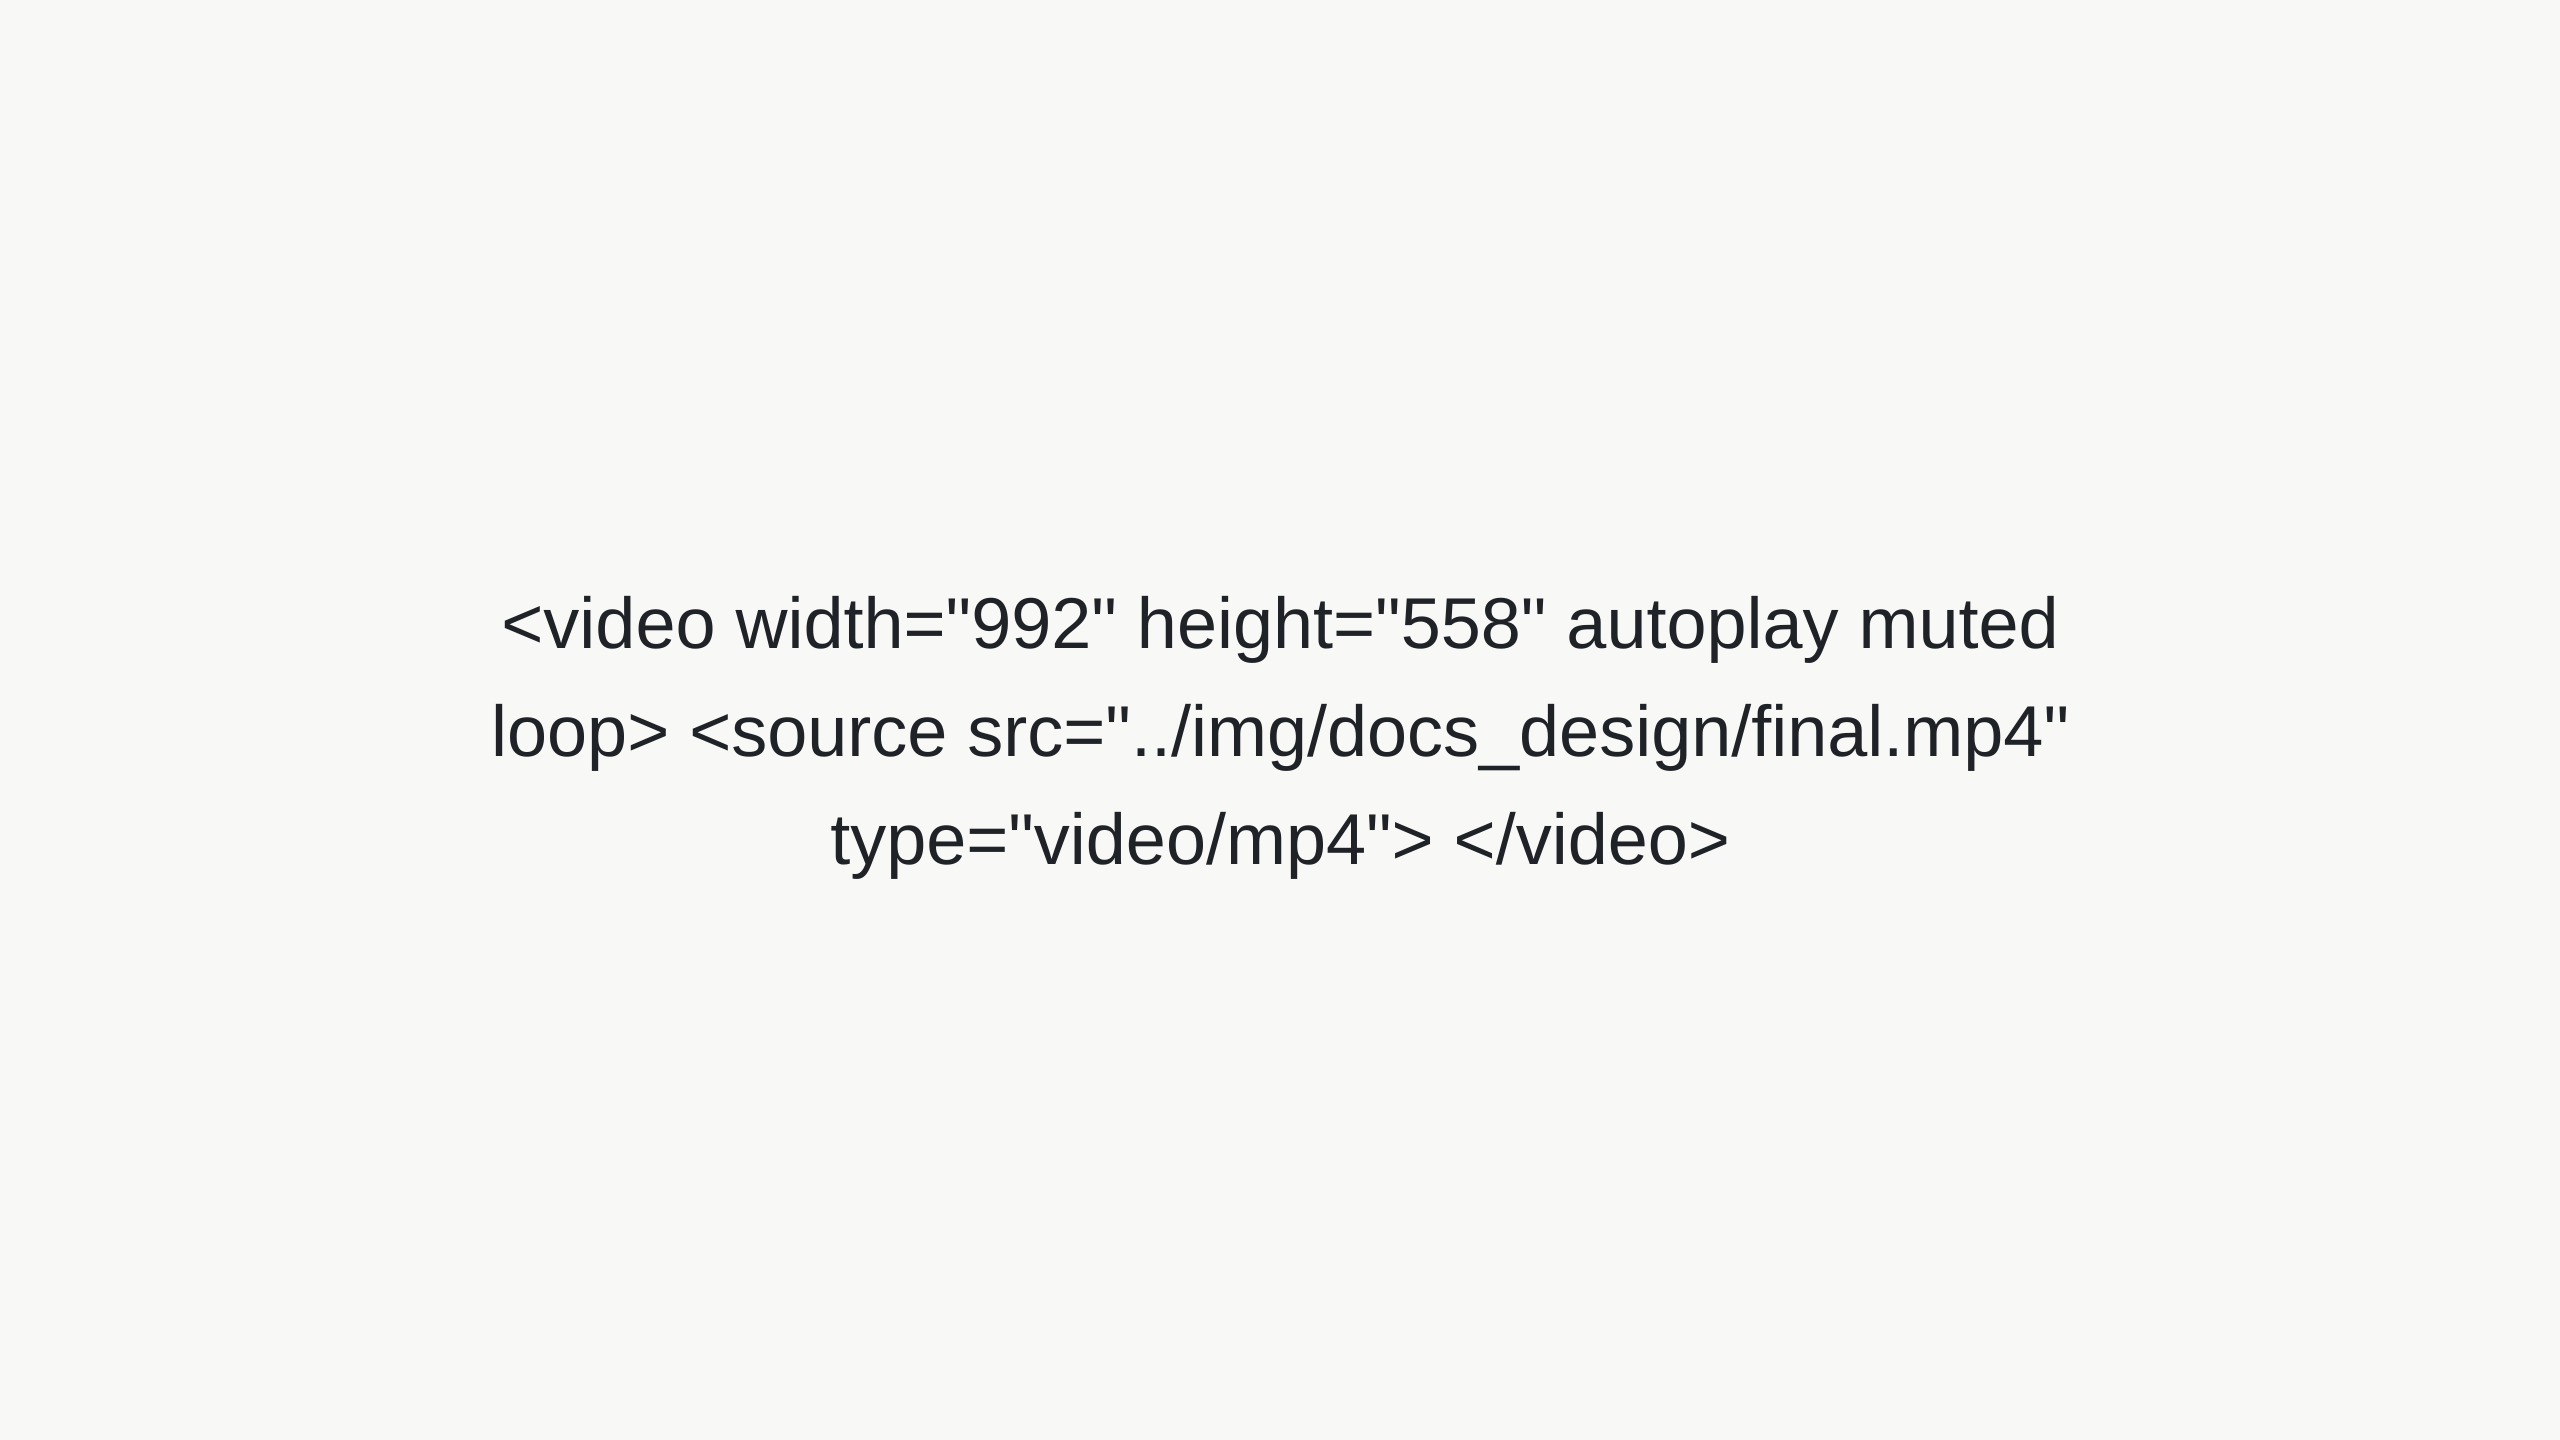 <video width="992" height="558" autoplay muted
loop> <source src="../img/docs_design/final.mp4"
type="video/mp4"> </video>